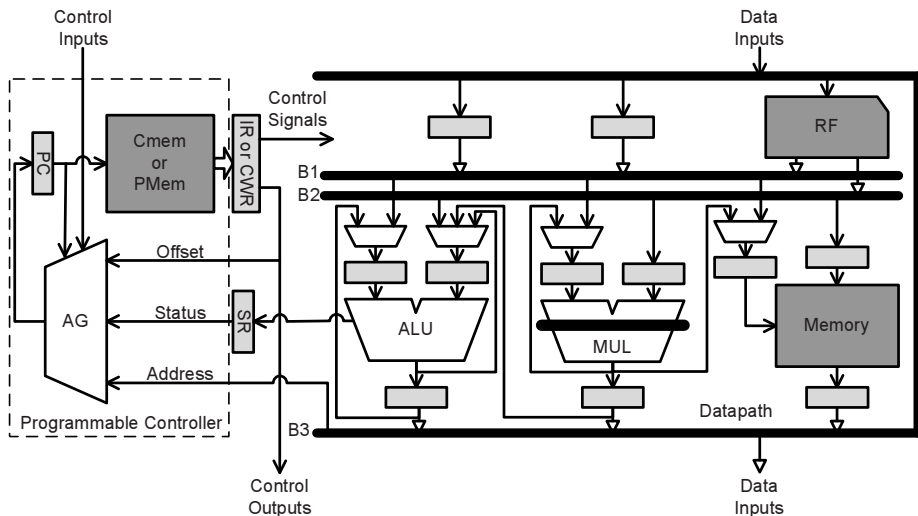 Control
Inputs
Data
Inputs
PC
Cmem
or
PMem
IR or CWR
Control
Signals
RF
B1
B2
Offset
AG
Status
SR
ALU
MUL
Memory
Address
Programmable Controller
Datapath
B3
Control
Outputs
Data
Inputs